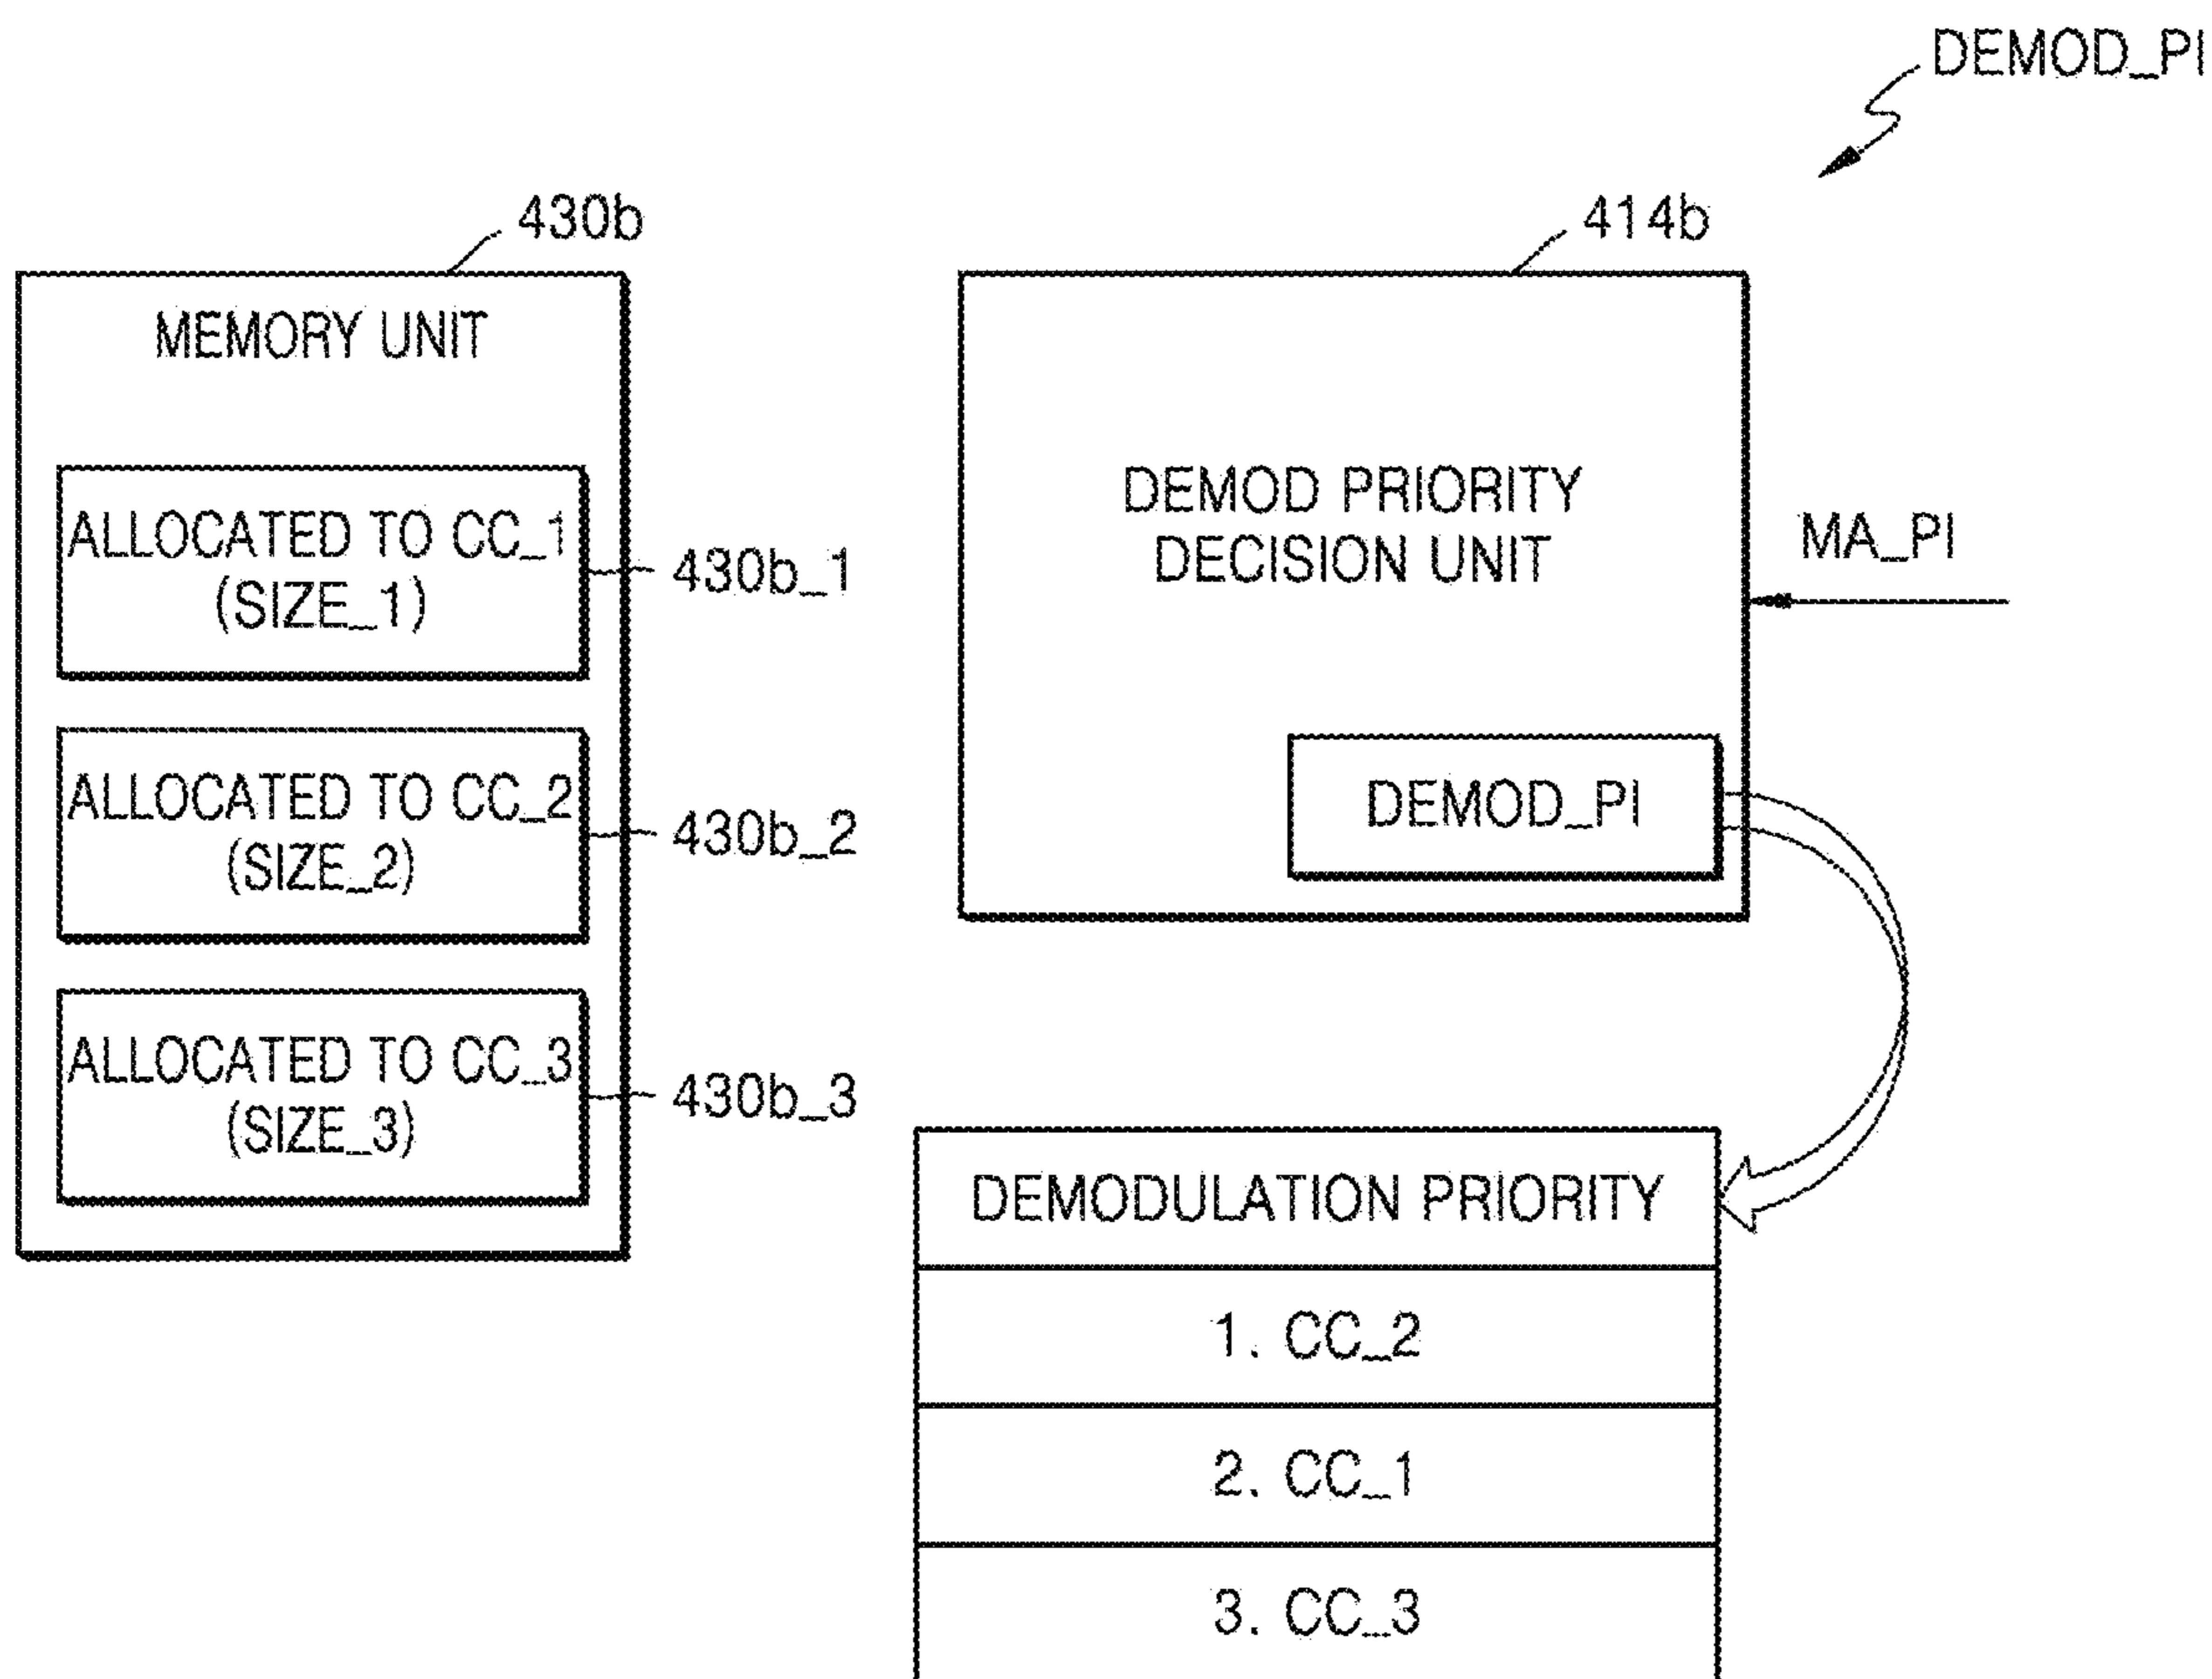 DEMOD_PI
430b
414b
MEMORY UNIT
ALLOCATED TO CC_1
(SIZE_1)
430b_1
ALLOCATED TO CC_2
(SIZE_2)
430b_2
ALLOCATED TO CC_3
(SIZE_3)
430b_3
DEMOD PRIORITY
DECISION UNIT
MA_PI
DEMOD_PI
DEMODULATION PRIORITY
1. CC_2
2. CC_1
3. CC_3